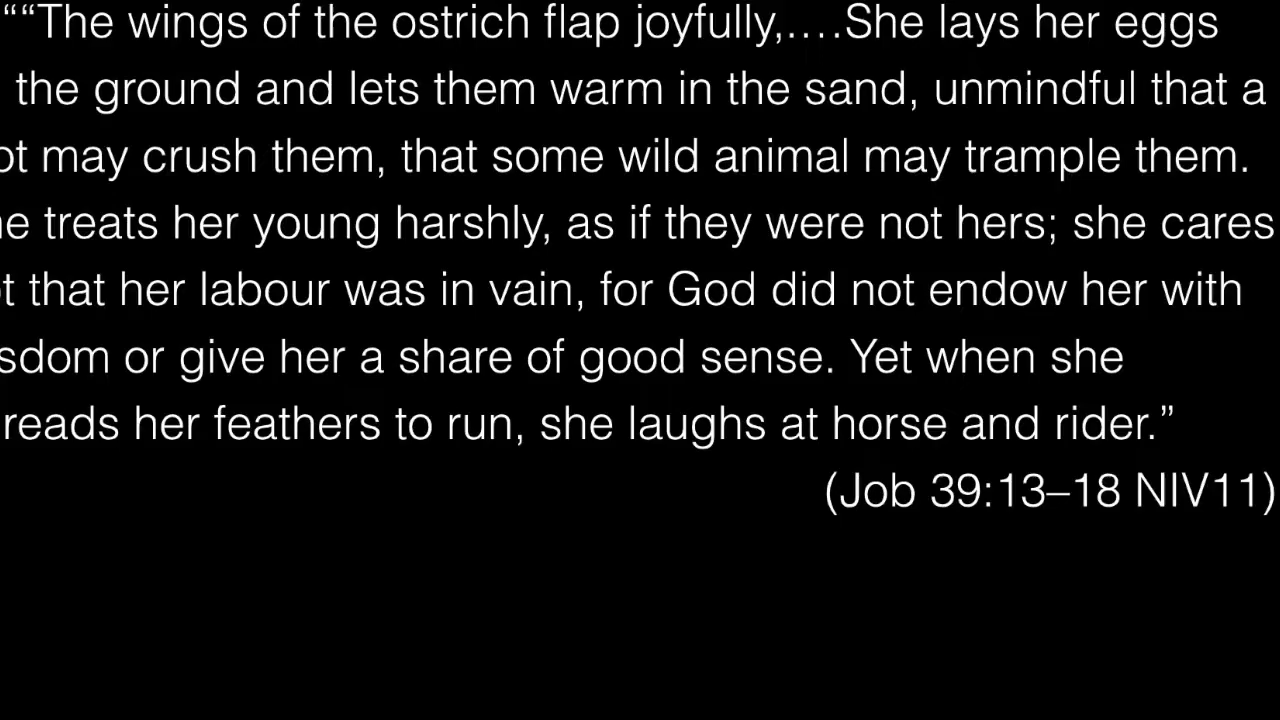 ““The wings of the ostrich flap joyfully,….She lays her eggs
the ground and lets them warm in the sand, unmindful that a
ot may crush them, that some wild animal may trample them.
he treats her young harshly, as if they were not hers; she cares
t that her labour was in vain, for God did not endow her with
sdom or give her a share of good sense. Yet when she
reads her feathers to run, she laughs at horse and rider.”
(Job 39:13–18 NIV11)